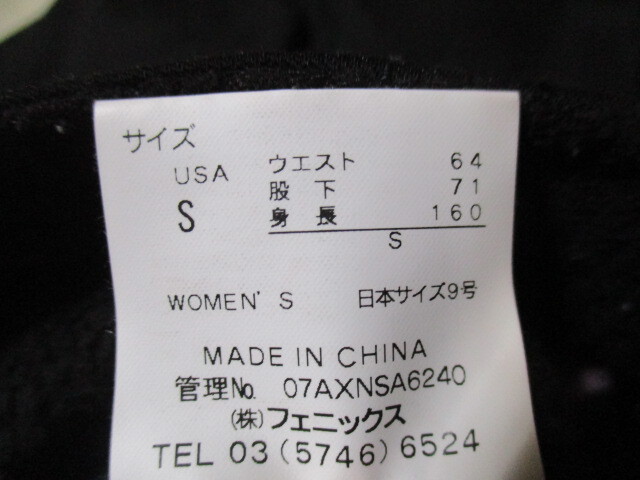 サイズ
USA
S
ウエスト 64
股下 71
身長 160
S
WOMEN'S 日本サイズ9号
MADE IN CHINA
管理No. 07AXNSA6240
(株)フェニックス
TEL 03(5746)6524